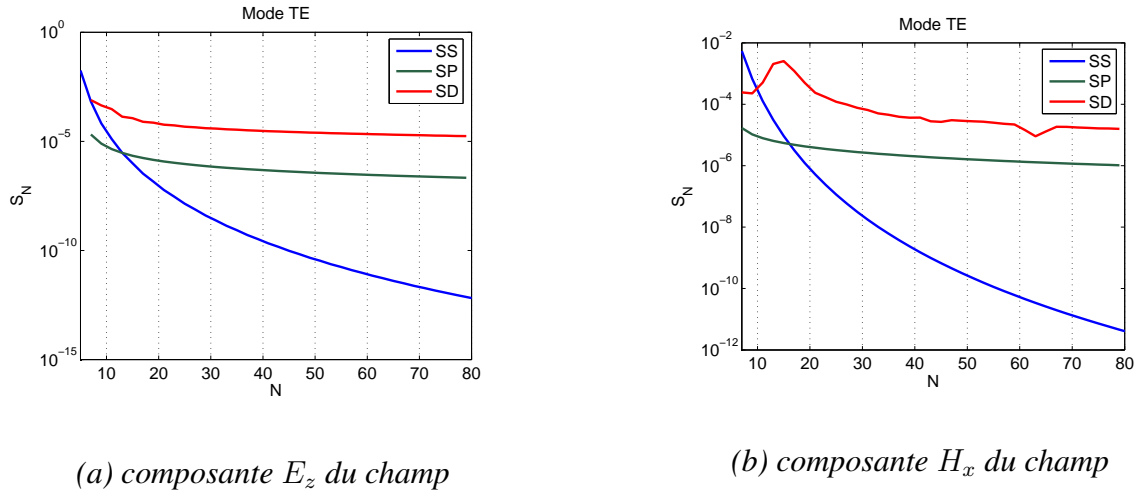 Mode TE
10^0
10^−5
10^−10
10^−15
S_N
SS
SP
SD
10 20 30 40 50 60 70 80
N
(a) composante E_z du champ
Mode TE
10^−2
10^−4
10^−6
10^−8
10^−10
10^−12
S_N
SS
SP
SD
10 20 30 40 50 60 70 80
N
(b) composante H_x du champ